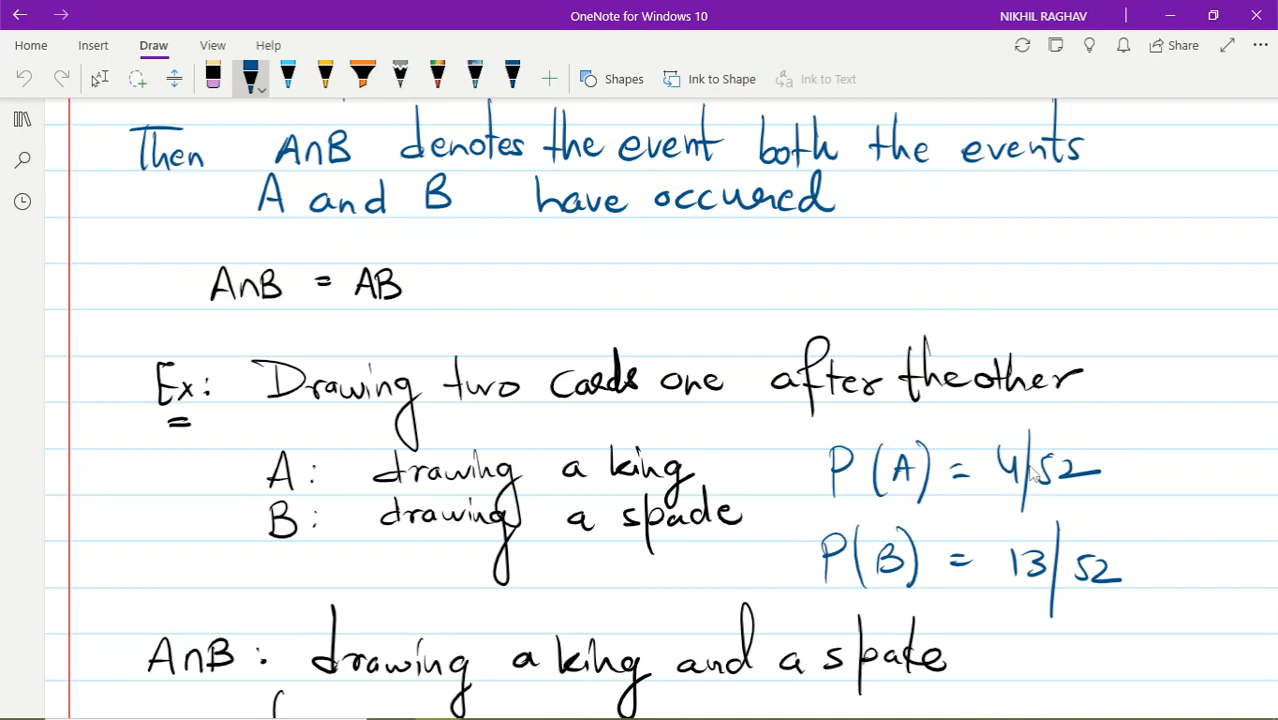 OneNote for Windows 10
NIKHIL RAGHAV
Home Insert Draw View Help
Share
Shapes Ink to Shape Ink to Text
Then A∩B denotes the event both the events
A and B have occured
A∩B = AB
Ex: Drawing two cards one after the other
A: drawing a king P(A) = 4/52
B: drawing a spade P(B) = 13/52
A∩B: drawing a king and a spade